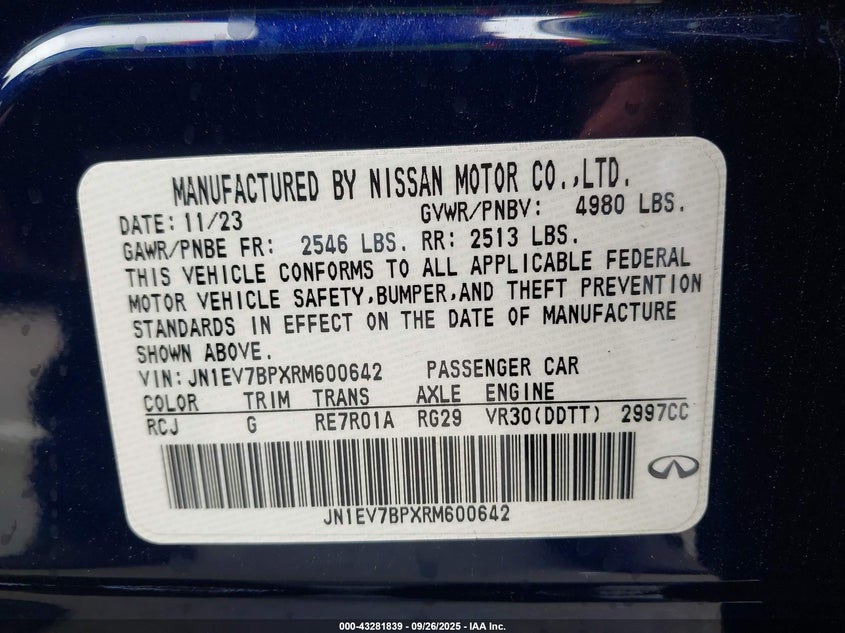 MANUFACTURED BY NISSAN MOTOR CO.,LTD.
DATE: 11/23 GVWR/PNBV: 4980 LBS.
GAWR/PNBE FR: 2546 LBS. RR: 2513 LBS.
THIS VEHICLE CONFORMS TO ALL APPLICABLE FEDERAL
MOTOR VEHICLE SAFETY,BUMPER,AND THEFT PREVENTION
STANDARDS IN EFFECT ON THE DATE OF MANUFACTURE
SHOWN ABOVE.
VIN:JN1EV7BPXRM600642 PASSENGER CAR
COLOR TRIM TRANS AXLE ENGINE
RCJ G RE7R01A RG29 VR30(DDTT) 2997CC
JN1EV7BPXRM600642
000-43281839 - 09/26/2025 - IAA Inc.